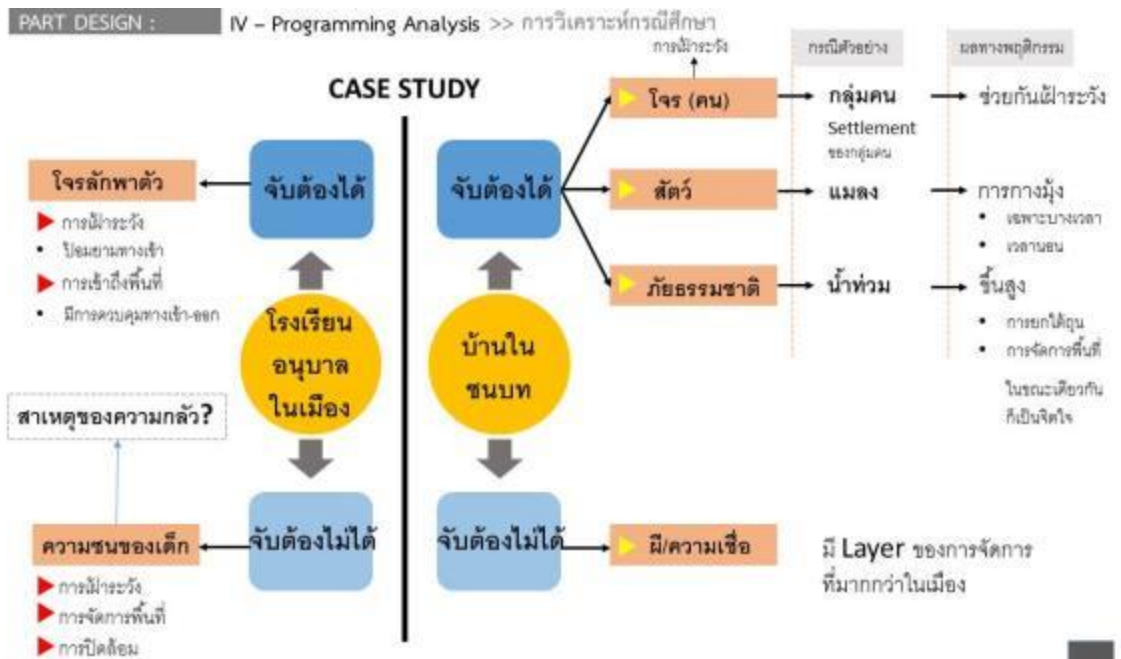 PART DESIGN :
IV – Programming Analysis >> การวิเคราะห์กรณีศึกษา
CASE STUDY
โจรลักพาตัว
การเฝ้าระวัง
• ป้อมยามทางเข้า
การเข้าถึงพื้นที่
• มีการควบคุมทางเข้า-ออก
จับต้องได้
โรงเรียน
อนุบาล
ในเมือง
จับต้องไม่ได้
สาเหตุของความกลัว?
ความซนของเด็ก
การเฝ้าระวัง
การจัดการพื้นที่
การปิดล้อม
จับต้องได้
บ้านใน
ชนบท
จับต้องไม่ได้
การเฝ้าระวัง
กรณีตัวอย่าง
ผลทางพฤติกรรม
โจร (คน)
กลุ่มคน
Settlement
ของกลุ่มคน
ช่วยกันเฝ้าระวัง
สัตว์
แมลง
การกางมุ้ง
• เฉพาะบางเวลา
• เวลานอน
ภัยธรรมชาติ
น้ำท่วม
ขึ้นสูง
• การยกใต้ถุน
• การจัดการพื้นที่
ในขณะเดียวกัน
ก็เป็นจิตใจ
ผี/ความเชื่อ
มี Layer ของการจัดการ
ที่มากกว่าในเมือง